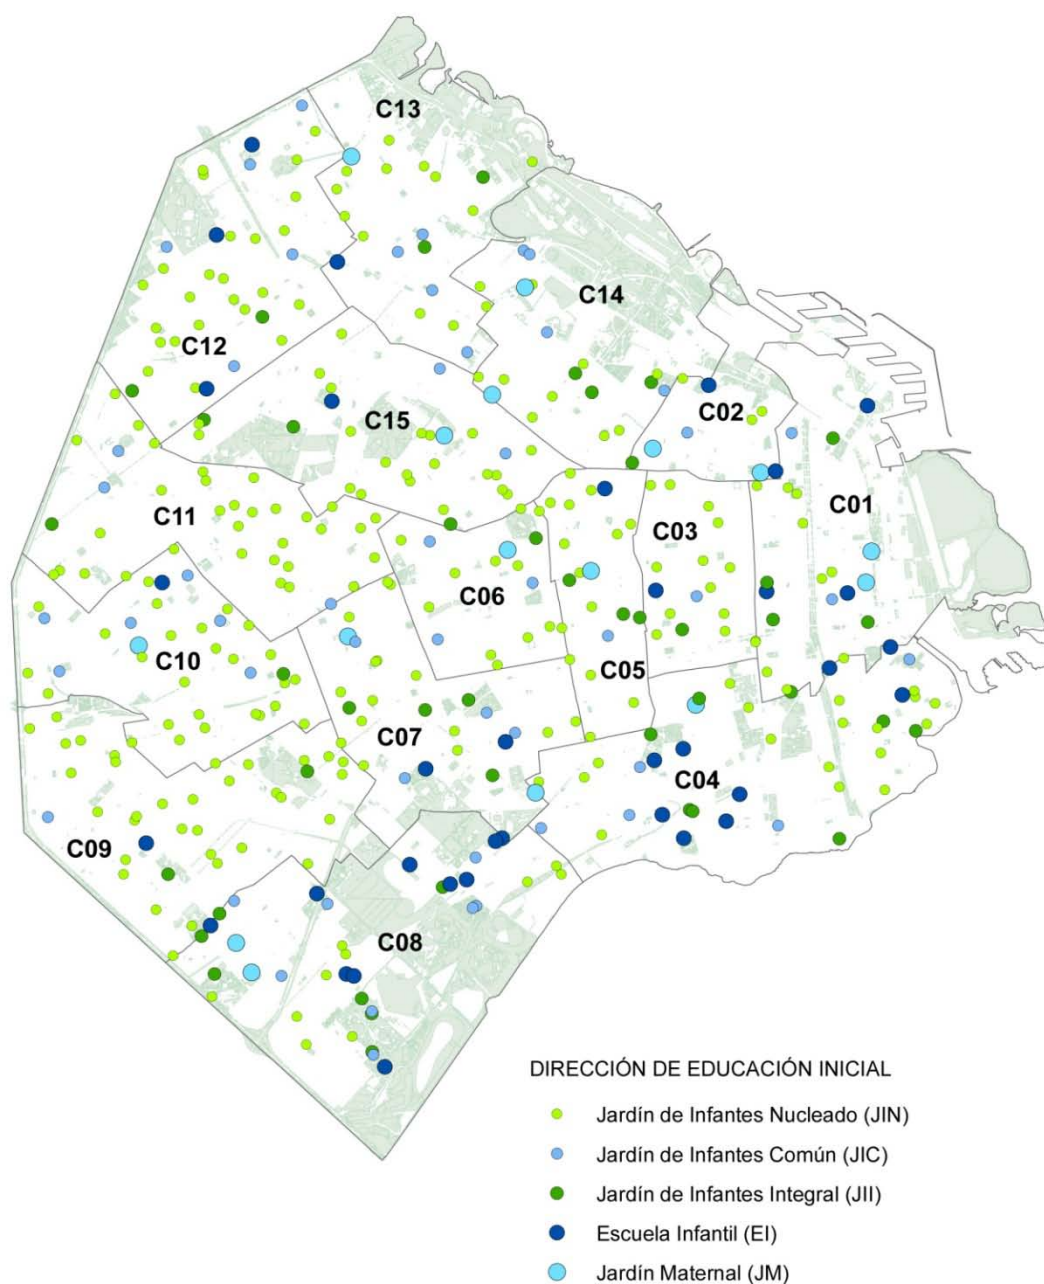 C13
C14
C12
C02
C15
C01
C11
C03
C06
C10
C05
C07
C04
C09
C08
DIRECCIÓN DE EDUCACIÓN INICIAL
Jardín de Infantes Nucleado (JIN)
Jardín de Infantes Común (JIC)
Jardín de Infantes Integral (JII)
Escuela Infantil (EI)
Jardín Maternal (JM)